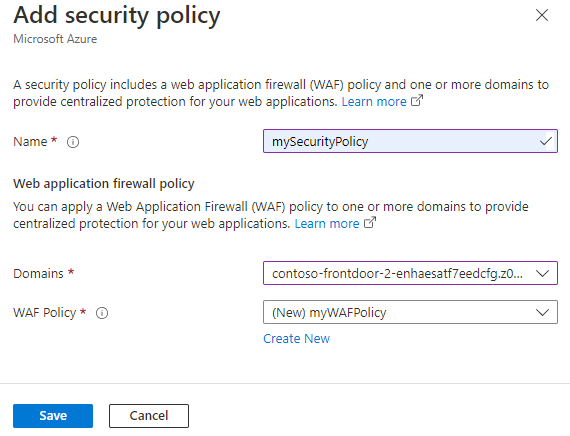 Add security policy
Microsoft Azure
A security policy includes a web application firewall (WAF) policy and one or more domains to
provide centralized protection for your web applications. Learn more
Name *
mySecurityPolicy
Web application firewall policy
You can apply a Web Application Firewall (WAF) policy to one or more domains to provide
centralized protection for your web applications. Learn more
Domains *
contoso-frontdoor-2-enhaesatf7eedcfg.z0...
WAF Policy *
(New) myWAFPolicy
Create New
Save
Cancel